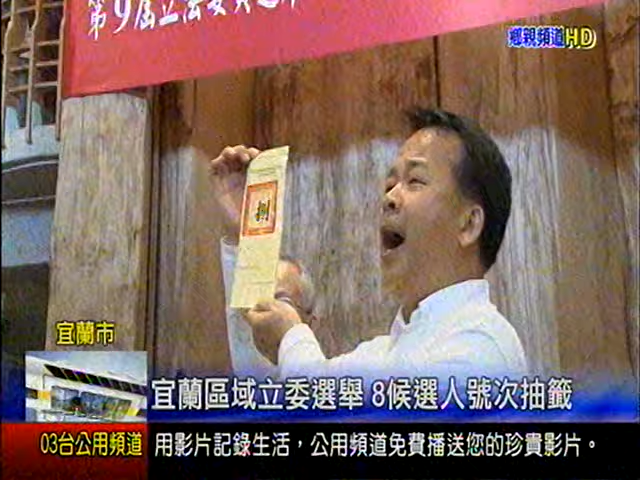 第9屆立法委員選舉
鄉親頻道HD
捌
宜蘭市
宜蘭區域立委選舉 8候選人號次抽籤
03台公用頻道
用影片記錄生活，公用頻道免費播送您的珍貴影片。